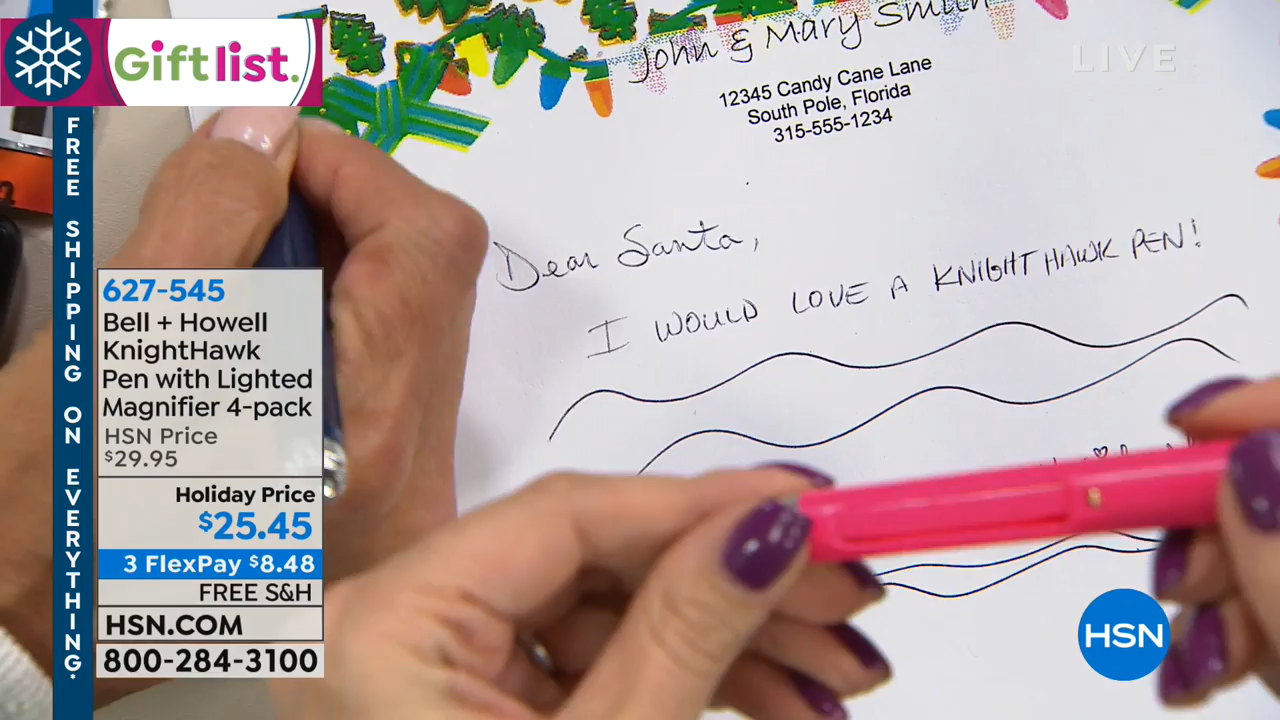 Gift list.
LIVE
FREE SHIPPING ON EVERYTHING.*
John & Mary Smith
12345 Candy Cane Lane
South Pole, Florida
315-555-1234
Dear Santa,
I WOULD LOVE A KNIGHTHAWK PEN!
627-545
Bell + Howell
KnightHawk
Pen with Lighted
Magnifier 4-pack
HSN Price
$29.95
Holiday Price
$25.45
3 FlexPay $8.48
FREE S&H
HSN.COM
800-284-3100
HSN